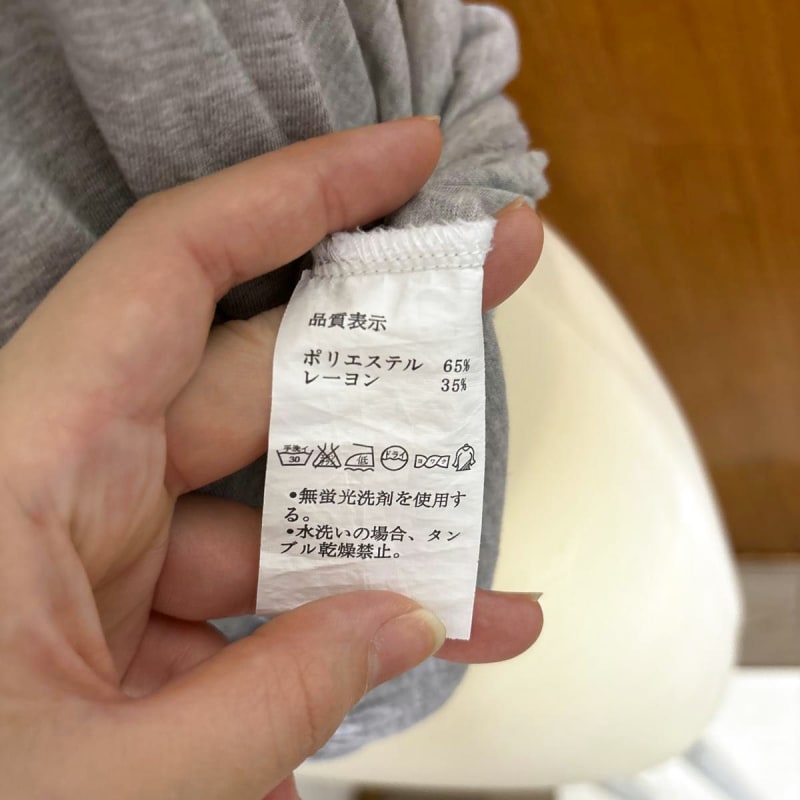 品質表示
ポリエステル 65%
レーヨン 35%
手洗イ 30 低 ドライ
•無蛍光洗剤を使用す
る。
•水洗いの場合、タン
ブル乾燥禁止。